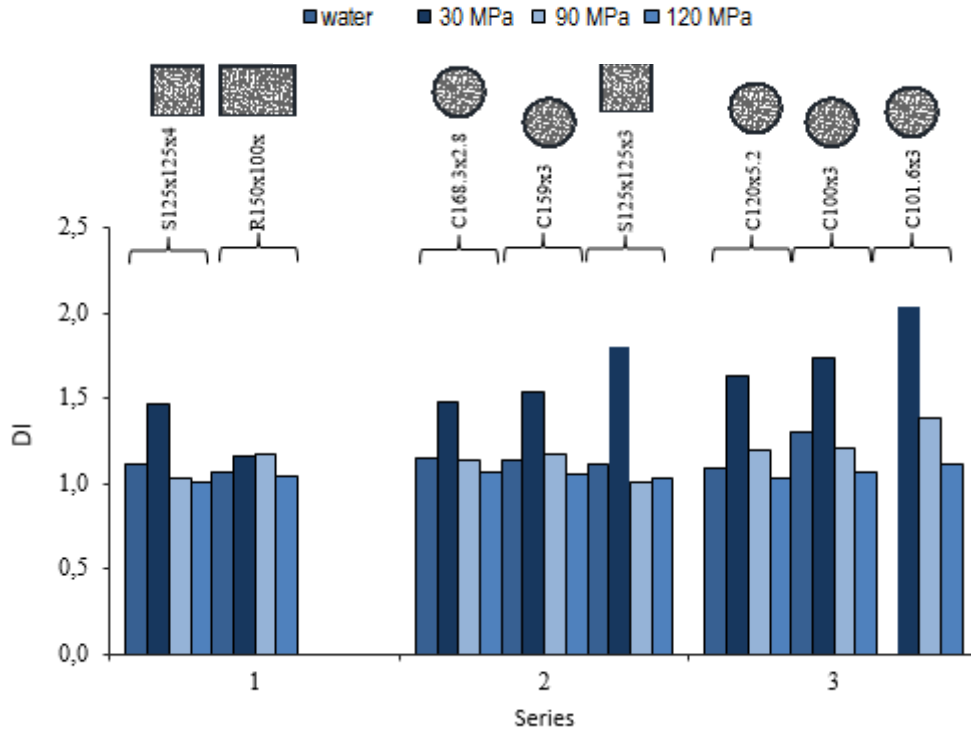 water 30 MPa 90 MPa 120 MPa
S125x125x4
R150x100x
C168.3x2.8
C159x3
S125x125x3
C120x5.2
C100x3
C101.6x3
2,5
2,0
1,5
1,0
0,5
0,0
DI
1 2 3
Series